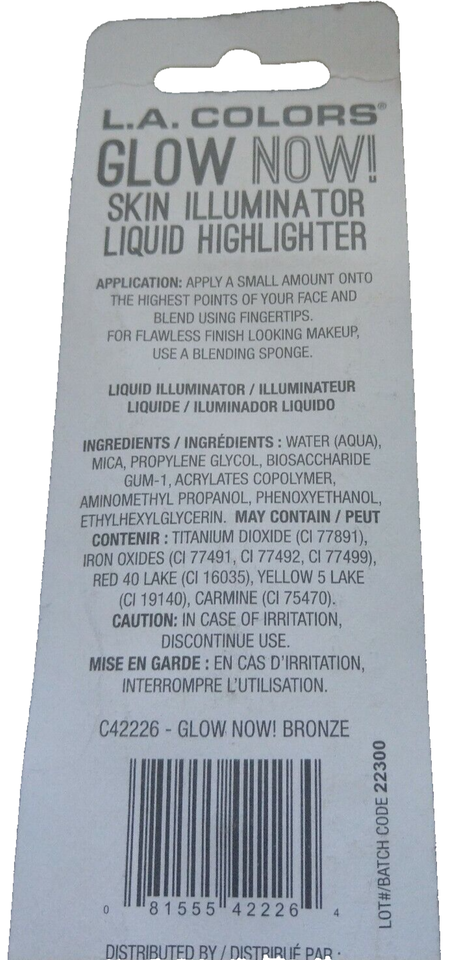 L.A. COLORS®
GLOW NOW!
SKIN ILLUMINATOR
LIQUID HIGHLIGHTER
APPLICATION: APPLY A SMALL AMOUNT ONTO
THE HIGHEST POINTS OF YOUR FACE AND
BLEND USING FINGERTIPS.
FOR FLAWLESS FINISH LOOKING MAKEUP,
USE A BLENDING SPONGE.
LIQUID ILLUMINATOR / ILLUMINATEUR
LIQUIDE / ILUMINADOR LIQUIDO
INGREDIENTS / INGRÉDIENTS : WATER (AQUA),
MICA, PROPYLENE GLYCOL, BIOSACCHARIDE
GUM-1, ACRYLATES COPOLYMER,
AMINOMETHYL PROPANOL, PHENOXYETHANOL,
ETHYLHEXYLGLYCERIN. MAY CONTAIN / PEUT
CONTENIR : TITANIUM DIOXIDE (CI 77891),
IRON OXIDES (CI 77491, CI 77492, CI 77499),
RED 40 LAKE (CI 16035), YELLOW 5 LAKE
(CI 19140), CARMINE (CI 75470).
CAUTION: IN CASE OF IRRITATION,
DISCONTINUE USE.
MISE EN GARDE : EN CAS D'IRRITATION,
INTERROMPRE L'UTILISATION.
C42226 - GLOW NOW! BRONZE
0 81555 42226 4
LOT#/BATCH CODE 22300
DISTRIBUTED BY / DISTRIBUÉ PAR :